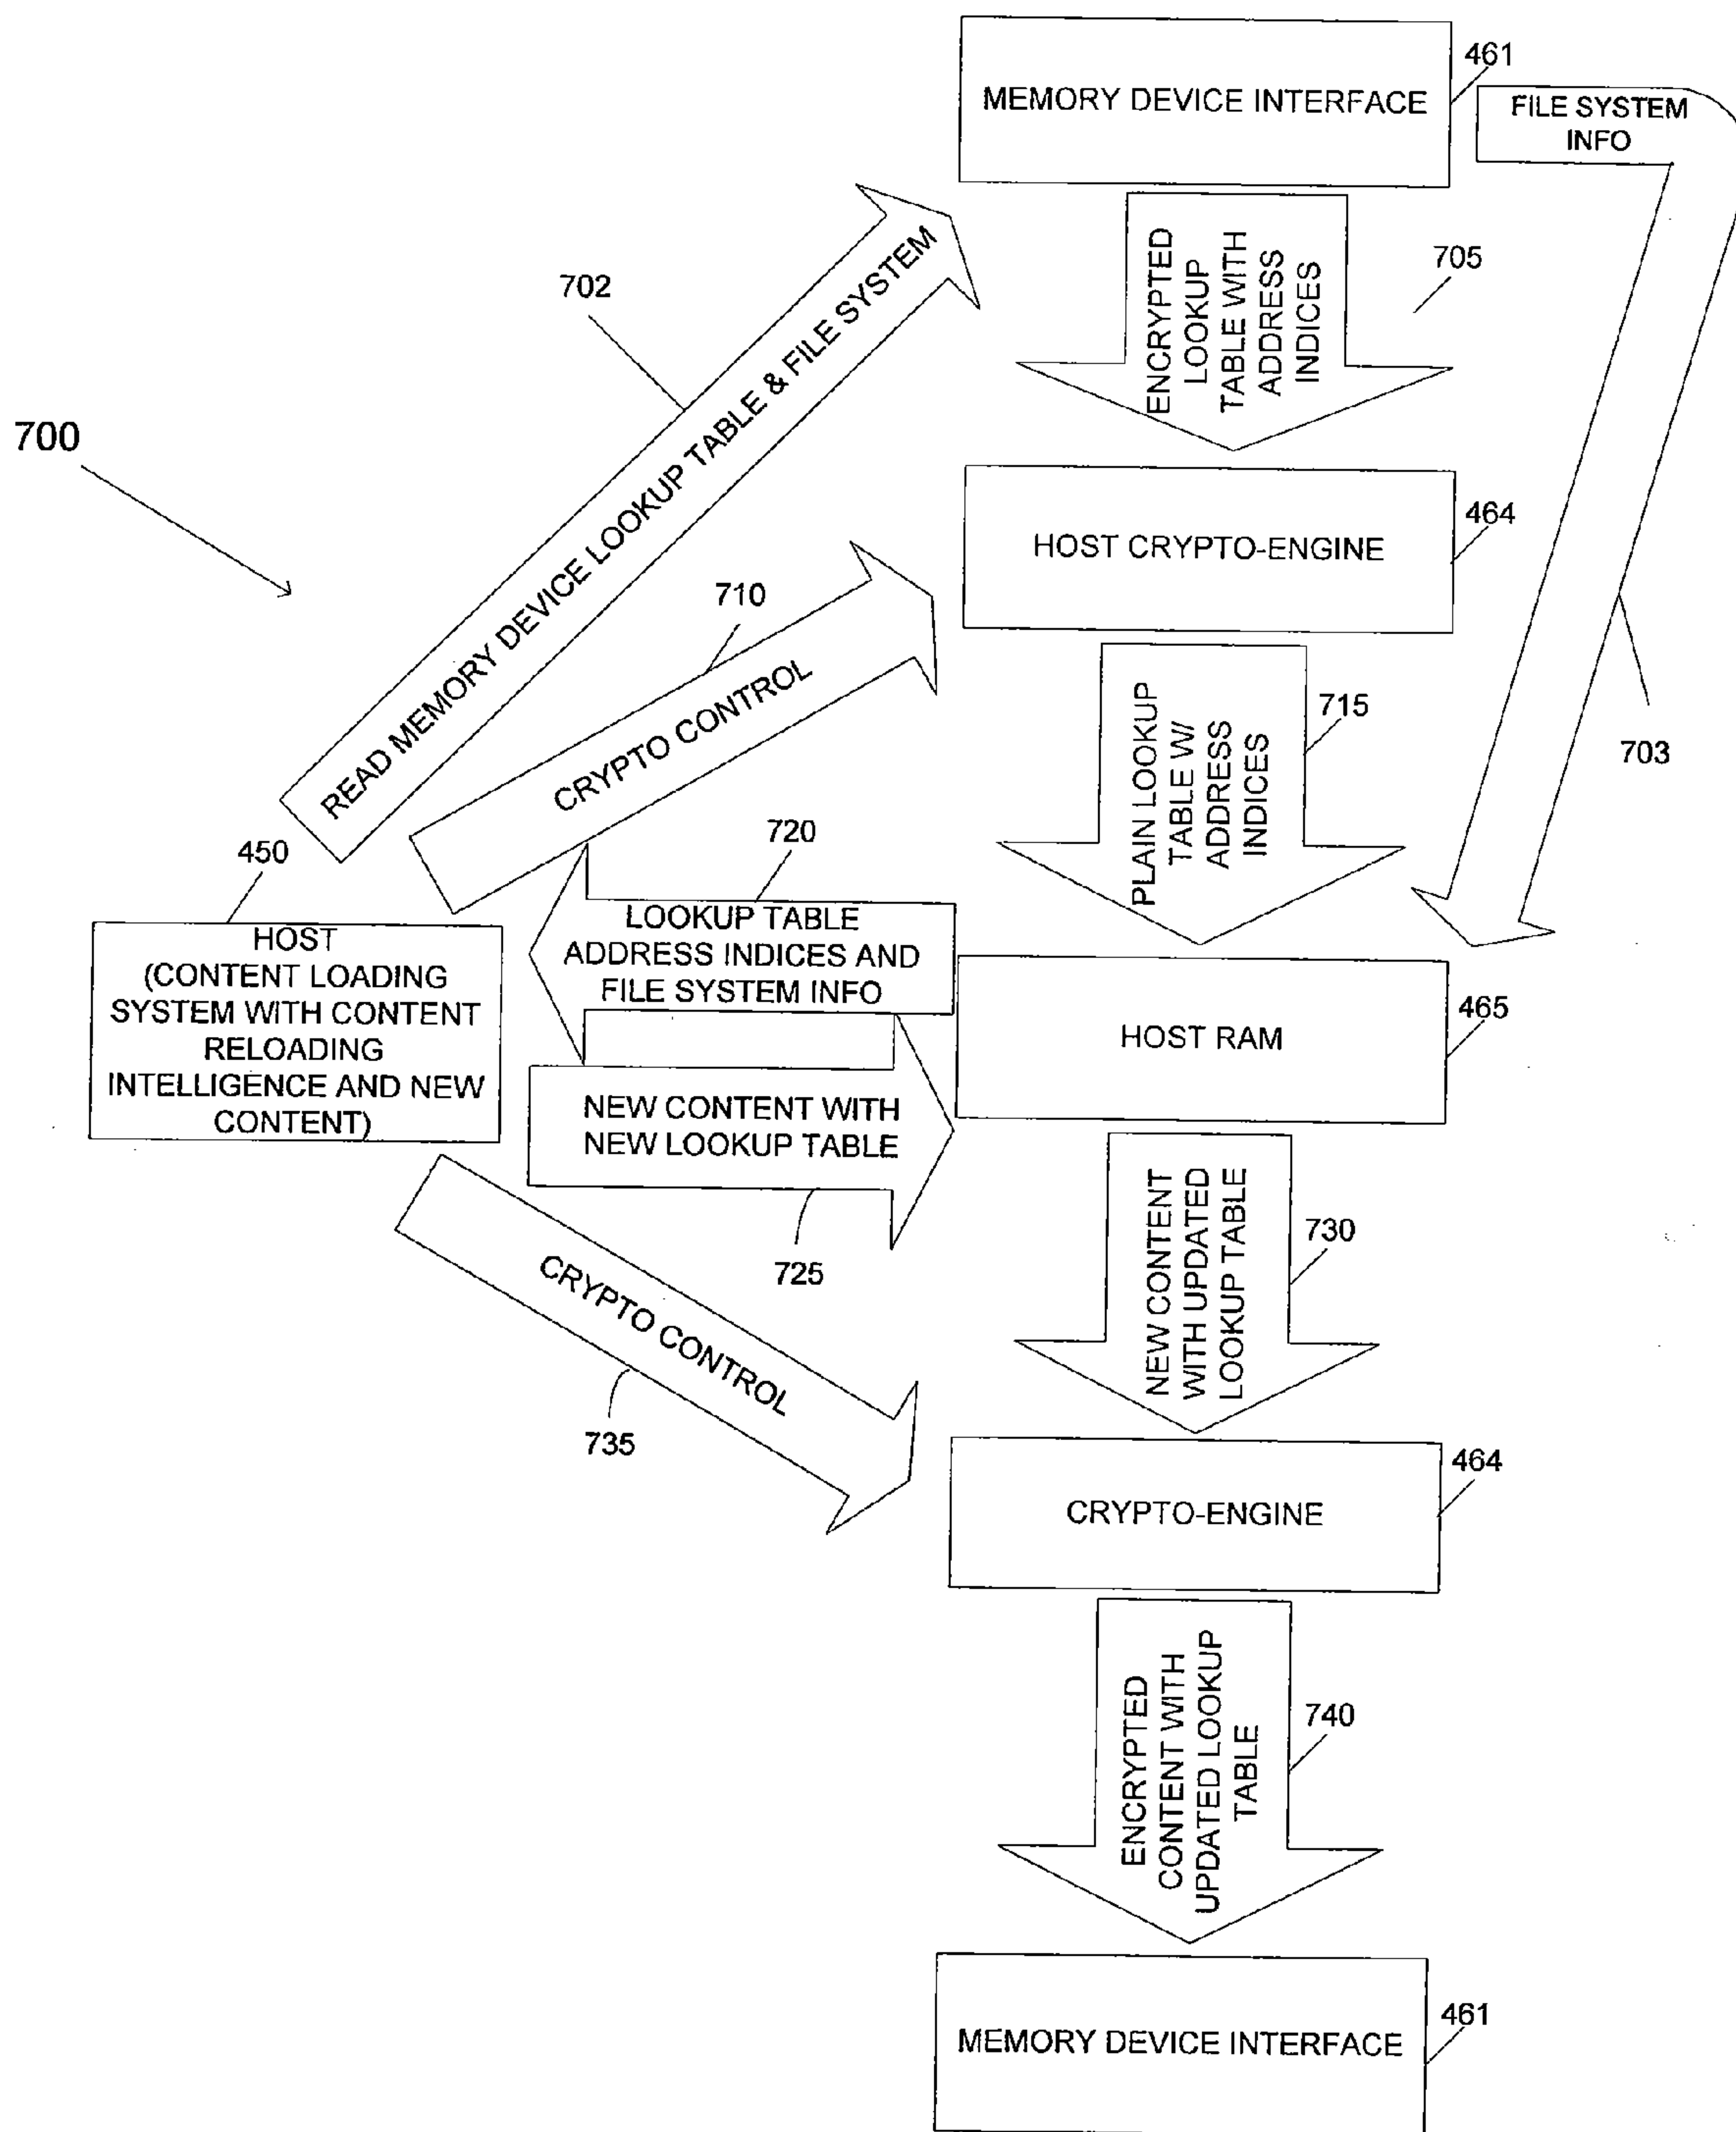 MEMORY DEVICE INTERFACE
461
FILE SYSTEM
INFO
ENCRYPTED
LOOKUP
TABLE WITH
ADDRESS
INDICES
705
702
READ MEMORY DEVICE LOOKUP TABLE & FILE SYSTEM
700
HOST CRYPTO-ENGINE
464
710
CRYPTO CONTROL
PLAIN LOOKUP
TABLE W/
ADDRESS
INDICES
715
703
720
LOOKUP TABLE
ADDRESS INDICES AND
FILE SYSTEM INFO
450
HOST
(CONTENT LOADING
SYSTEM WITH CONTENT
RELOADING
INTELLIGENCE AND NEW
CONTENT)
HOST RAM
465
NEW CONTENT WITH
NEW LOOKUP TABLE
725
NEW CONTENT
WITH UPDATED
LOOKUP TABLE
730
CRYPTO CONTROL
735
CRYPTO-ENGINE
464
ENCRYPTED
CONTENT WITH
UPDATED LOOKUP
TABLE
740
MEMORY DEVICE INTERFACE
461